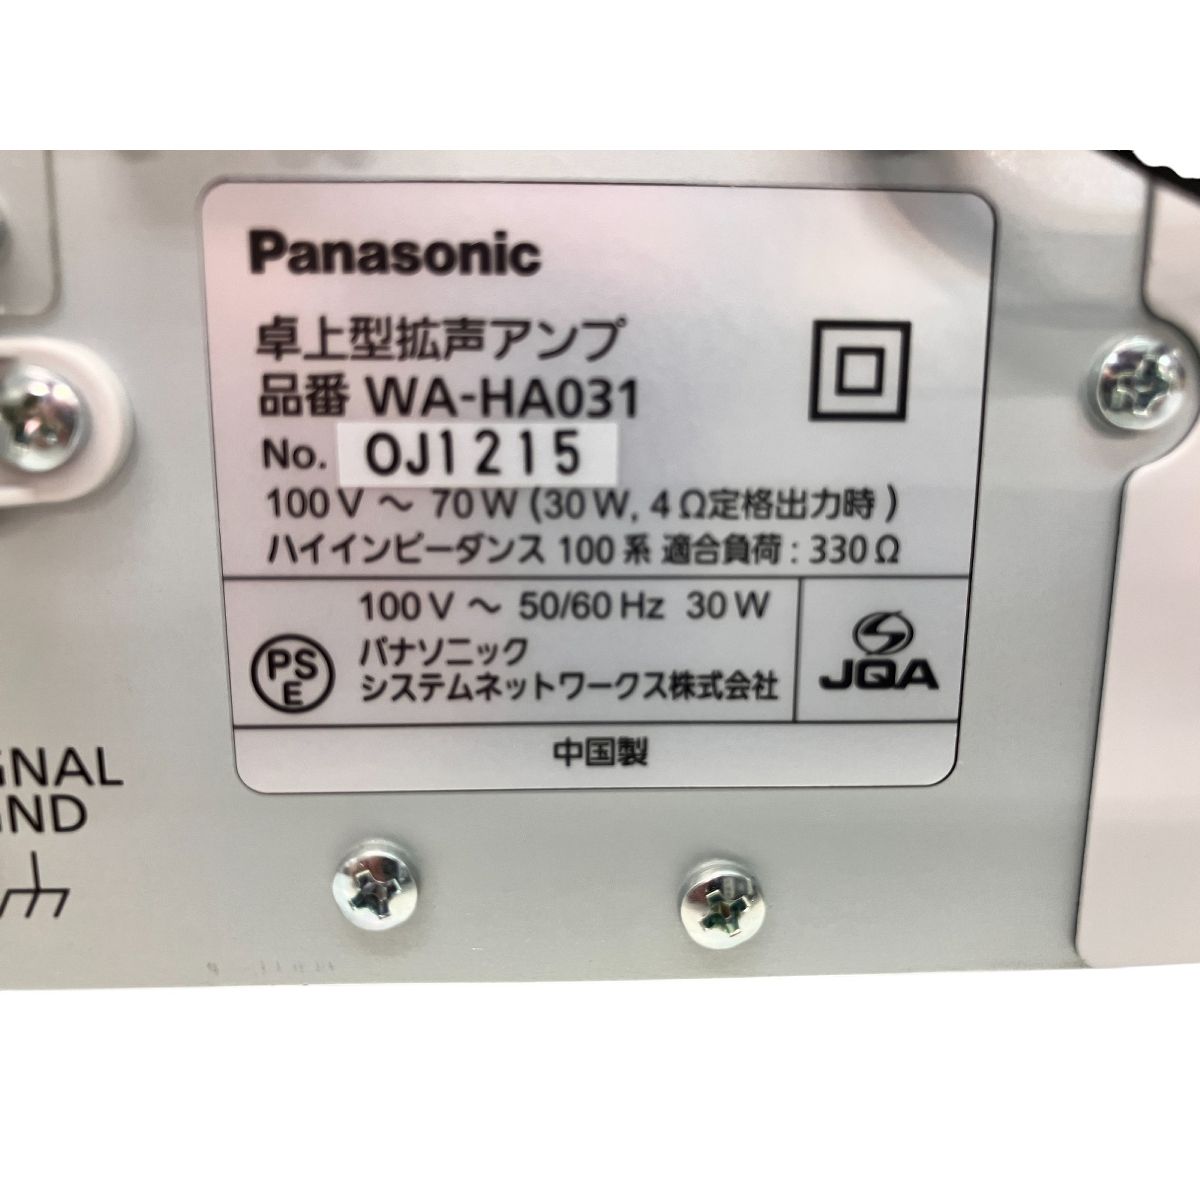 Panasonic
卓上型拡声アンプ
品番 WA-HA031
No. OJ1215
100V ～ 70W (30W, 4Ω定格出力時)
ハイインピーダンス 100系 適合負荷：330Ω
100V ～ 50/60Hz 30W
PS
E
パナソニック
システムネットワークス株式会社
JQA
中国製
GNAL
ND